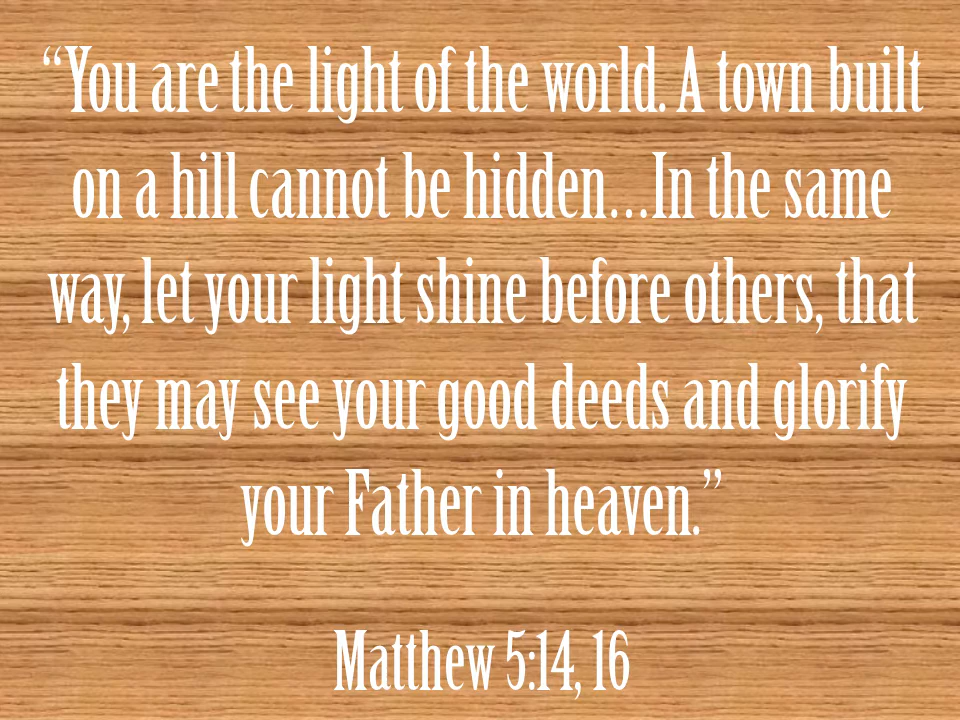 “You are the light of the world. A town built
on a hill cannot be hidden…In the same
way, let your light shine before others, that
they may see your good deeds and glorify
your Father in heaven.”
Matthew 5:14, 16